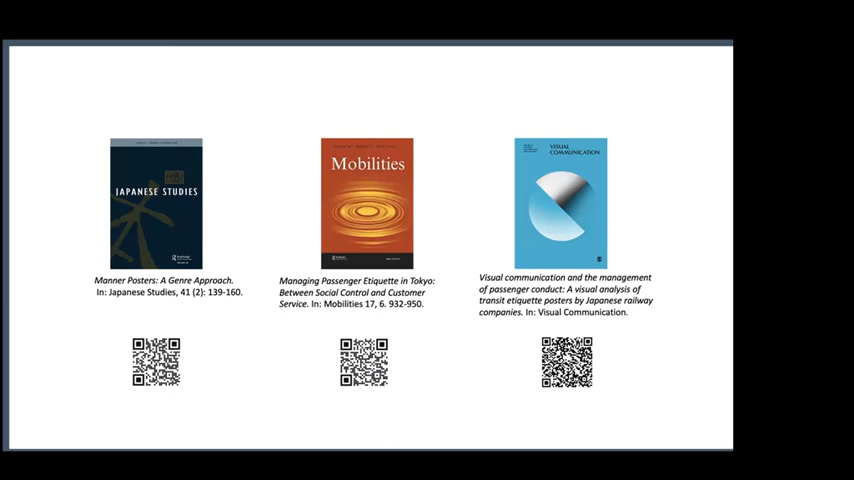 JAPANESE STUDIES
Manner Posters: A Genre Approach.
In: Japanese Studies, 41 (2): 139-160.
Mobilities
Managing Passenger Etiquette in Tokyo:
Between Social Control and Customer
Service. In: Mobilities 17, 6. 932-950.
VISUAL
COMMUNICATION
Visual communication and the management
of passenger conduct: A visual analysis of
transit etiquette posters by Japanese railway
companies. In: Visual Communication.